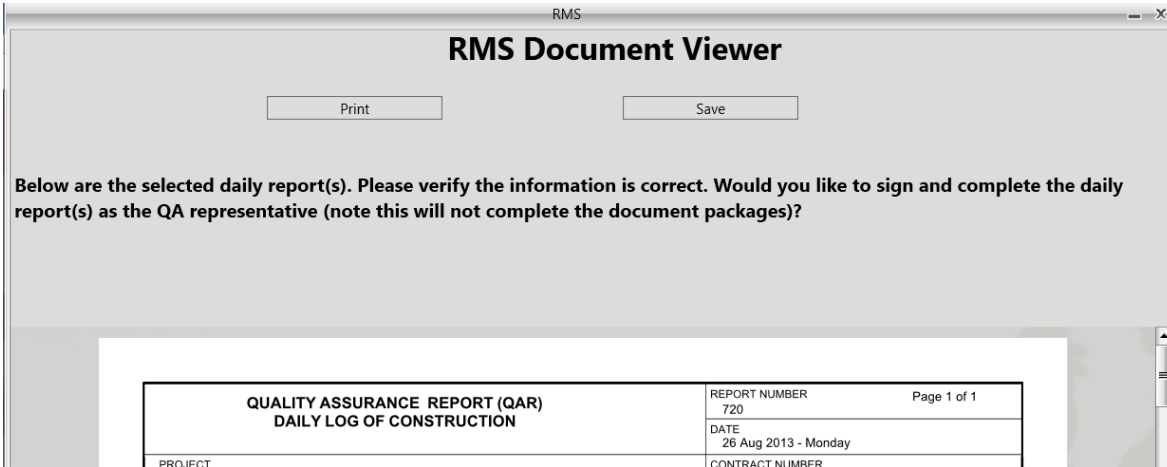 RMS
RMS Document Viewer
Print
Save
Below are the selected daily report(s). Please verify the information is correct. Would you like to sign and complete the daily
report(s) as the QA representative (note this will not complete the document packages)?
QUALITY ASSURANCE REPORT (QAR)
DAILY LOG OF CONSTRUCTION
REPORT NUMBER
720
Page 1 of 1
DATE
26 Aug 2013 - Monday
PROJECT
CONTRACT NUMBER